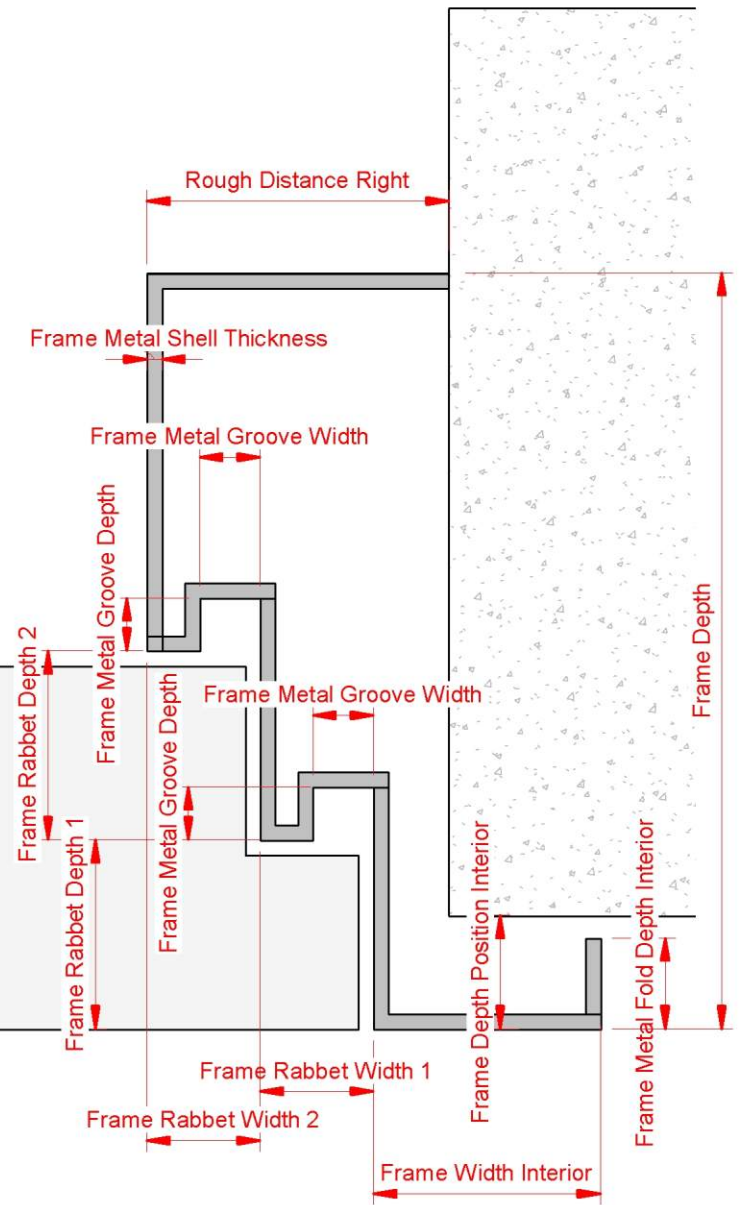 Rough Distance Right
Frame Metal Shell Thickness
Frame Metal Groove Width
Frame Metal Groove Depth
Frame Rabbet Depth 2
Frame Depth
Frame Metal Groove Width
Frame Metal Groove Depth
Frame Rabbet Depth 1
Frame Depth Position Interior
Frame Metal Fold Depth Interior
Frame Rabbet Width 1
Frame Rabbet Width 2
Frame Width Interior